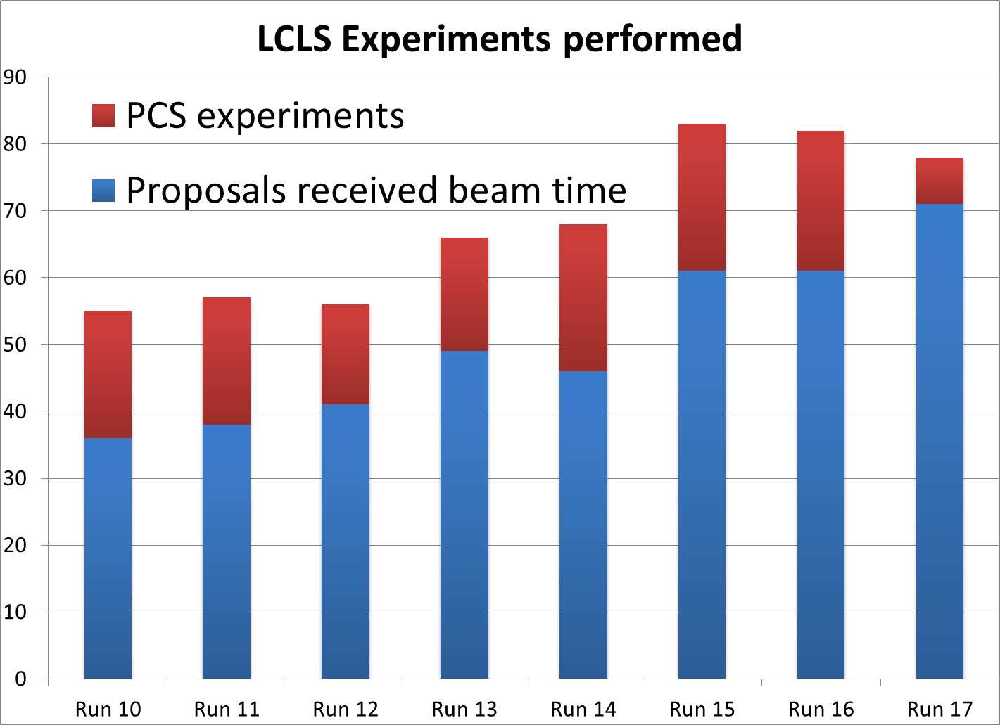 LCLS Experiments performed
90
PCS experiments
80
Proposals received beam time
70
60
50
40
30
20
10
0
Run 10 Run 11 Run 12 Run 13 Run 14 Run 15 Run 16 Run 17